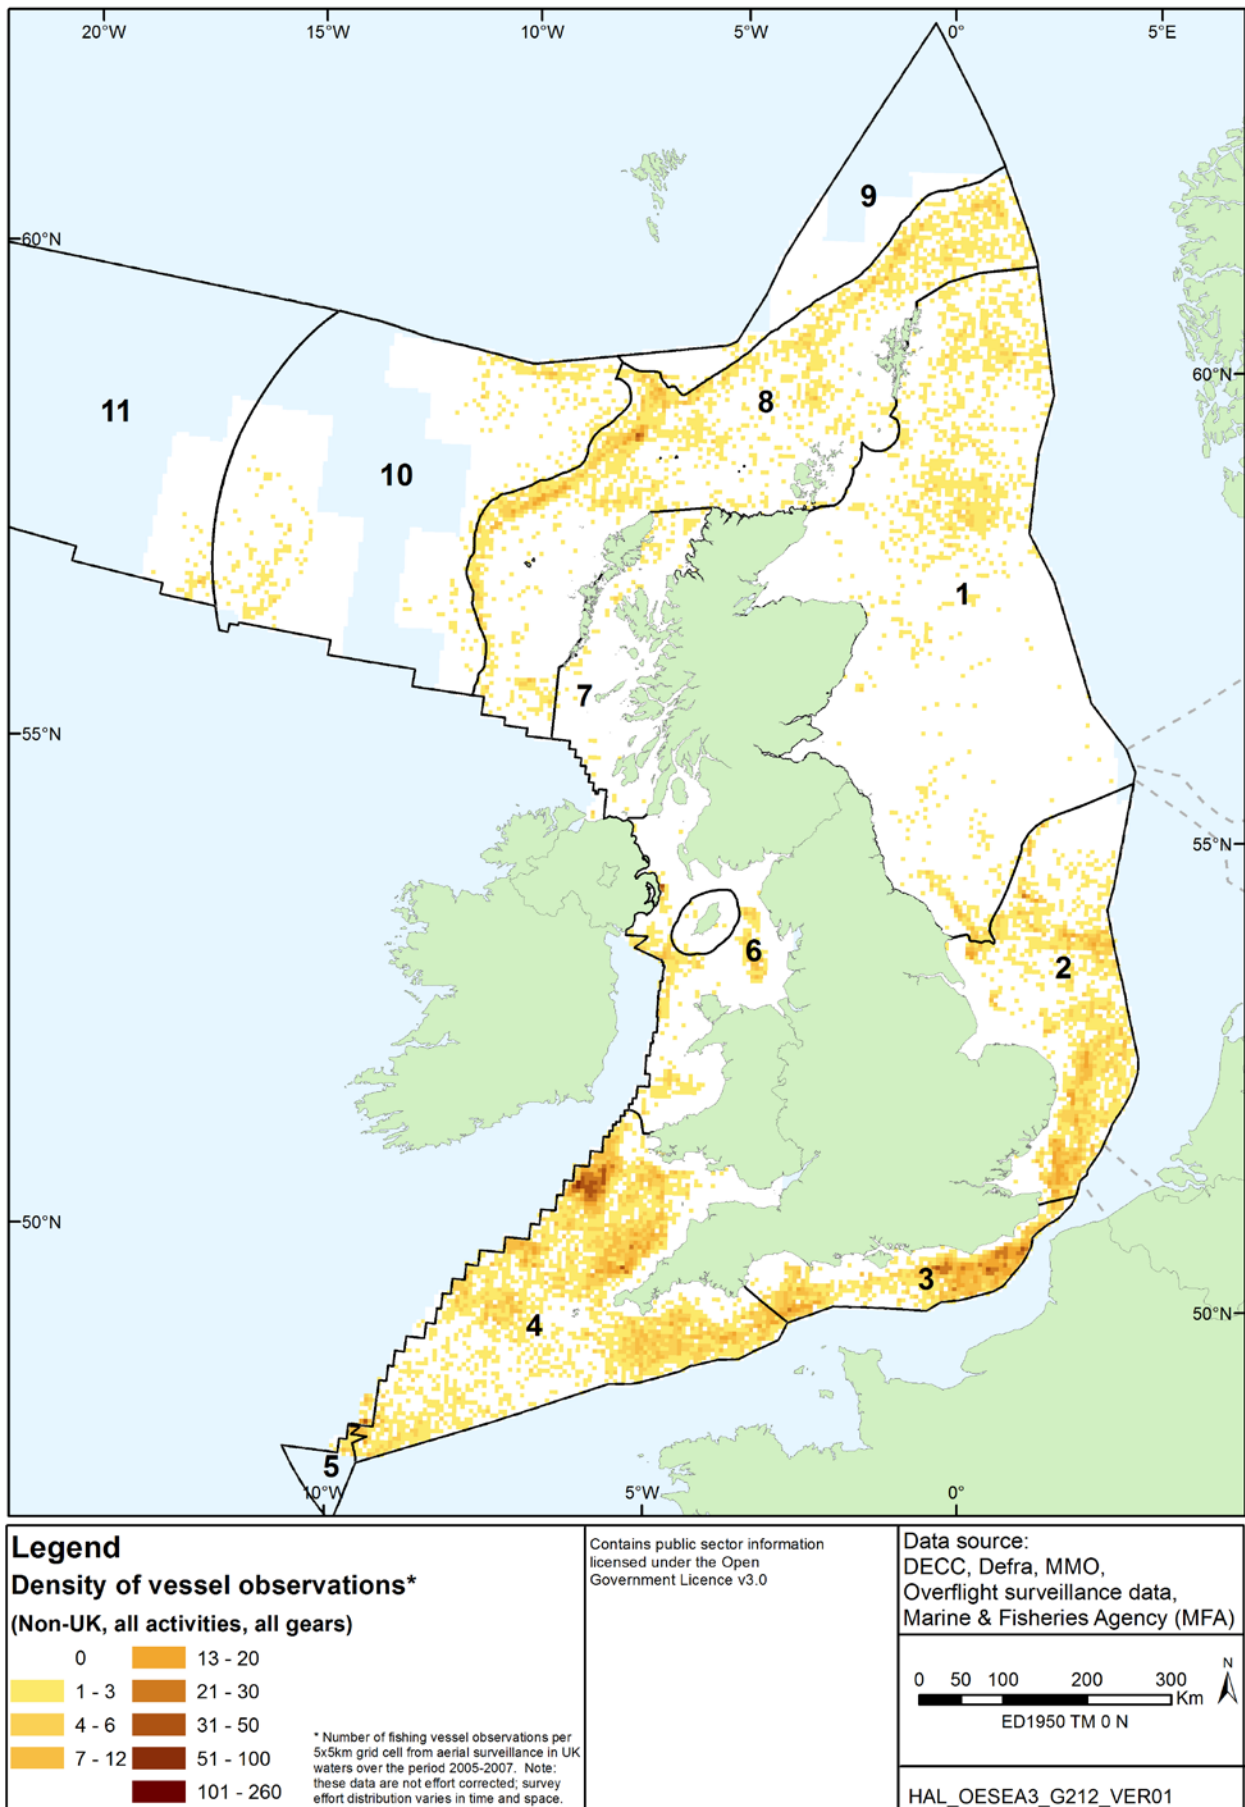 20°W 15°W 10°W 5°W 0° 5°E
9
60°N
60°N
8
11
10
1
7
55°N
55°N
6
2
50°N
3
50°N
4
5
10°W 5°W 0°
Legend
Density of vessel observations*
(Non-UK, all activities, all gears)
0
1 - 3
4 - 6
7 - 12
13 - 20
21 - 30
31 - 50
51 - 100
101 - 260
* Number of fishing vessel observations per
5x5km grid cell from aerial surveillance in UK
waters over the period 2005-2007. Note:
these data are not effort corrected; survey
effort distribution varies in time and space.
Contains public sector information
licensed under the Open
Government Licence v3.0
Data source:
DECC, Defra, MMO,
Overflight surveillance data,
Marine & Fisheries Agency (MFA)
0 50 100 200 300
Km
N
ED1950 TM 0 N
HAL_OESEA3_G212_VER01